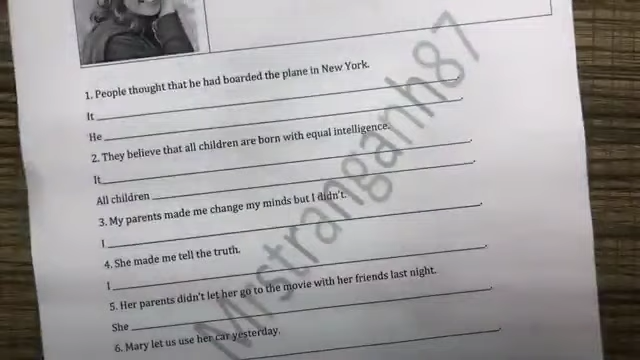 1. People thought that he had boarded the plane in New York.
It
He
2. They believe that all children are born with equal intelligence.
It
All children
3. My parents made me change my minds but I didn't.
I
4. She made me tell the truth.
I
5. Her parents didn't let her go to the movie with her friends last night.
She
6. Mary let us use her car yesterday.
Mistranganh87